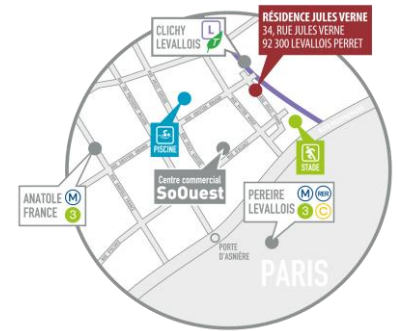 RÉSIDENCE JULES VERNE
34, RUE JULES VERNE
92 300 LEVALLOIS PERRET
CLICHY L
LEVALLOIS T
PISCINE
STADE
Centre commercial
SoOuest
ANATOLE M
FRANCE 3
PEREIRE M RER
LEVALLOIS 3 C
PORTE
D'ASNIÈRE
PARIS